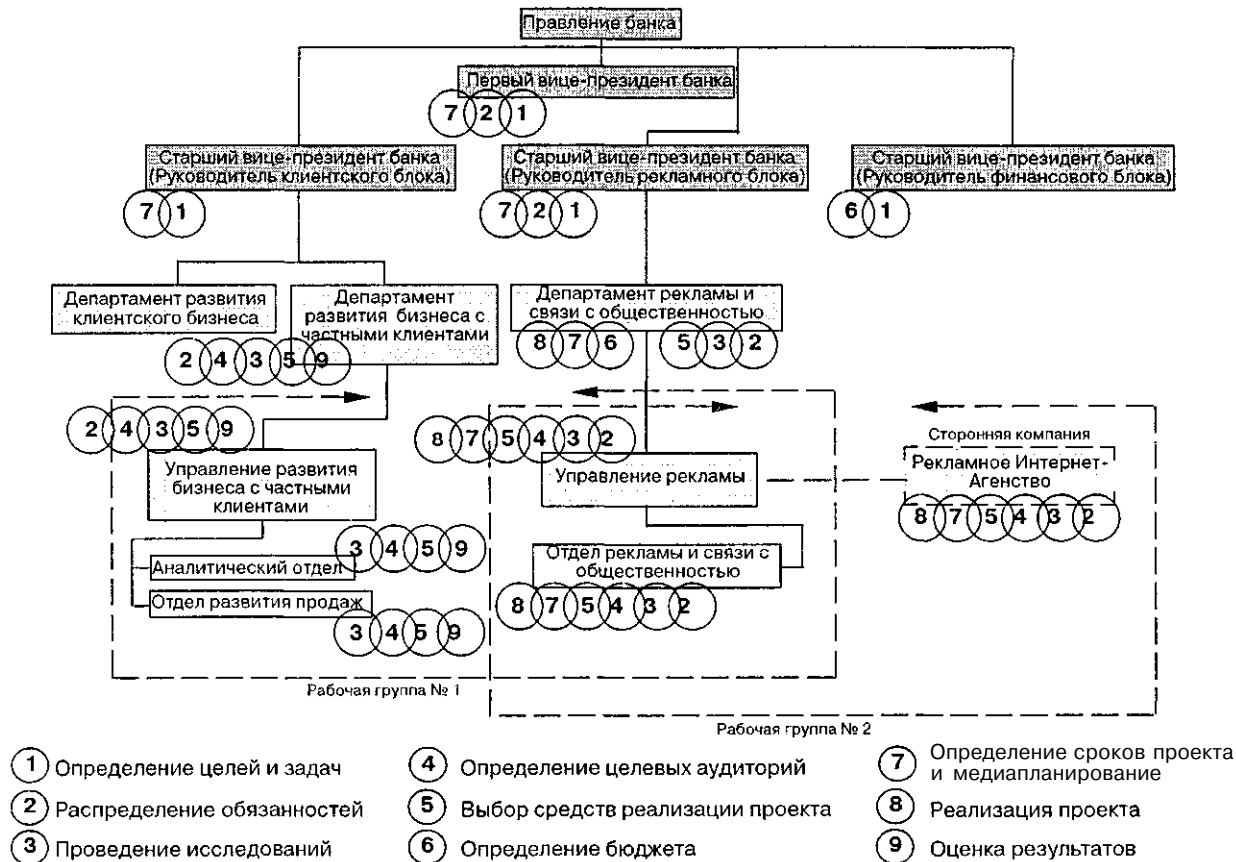 Правление банка
Первый вице-президент банка
7 2 1
Старший вице-президент банка
(Руководитель клиентского блока)
7 1
Старший вице-президент банка
(Руководитель рекламного блока)
7 2 1
Старший вице-президент банка
(Руководитель финансового блока)
6 1
Департамент развития
клиентского бизнеса
Департамент
развития бизнеса с
частными клиентами
2 4 3 5 9
Департамент рекламы и
связи с общественностью
8 7 6 5 3 2
2 4 3 5 9
Управление развития
бизнеса с частными
клиентами
8 7 5 4 3 2
Управление рекламы
Сторонняя компания
Рекламное Интернет-
Агенство
8 7 5 4 3 2
3 4 5 9
Аналитический отдел
Отдел развития продаж
3 4 5 9
Отдел рекламы и связи с
общественностью
8 7 5 4 3 2
Рабочая группа № 1
Рабочая группа № 2
1 Определение целей и задач
2 Распределение обязанностей
3 Проведение исследований
4 Определение целевых аудиторий
5 Выбор средств реализации проекта
6 Определение бюджета
7 Определение сроков проекта
и медиапланирование
8 Реализация проекта
9 Оценка результатов